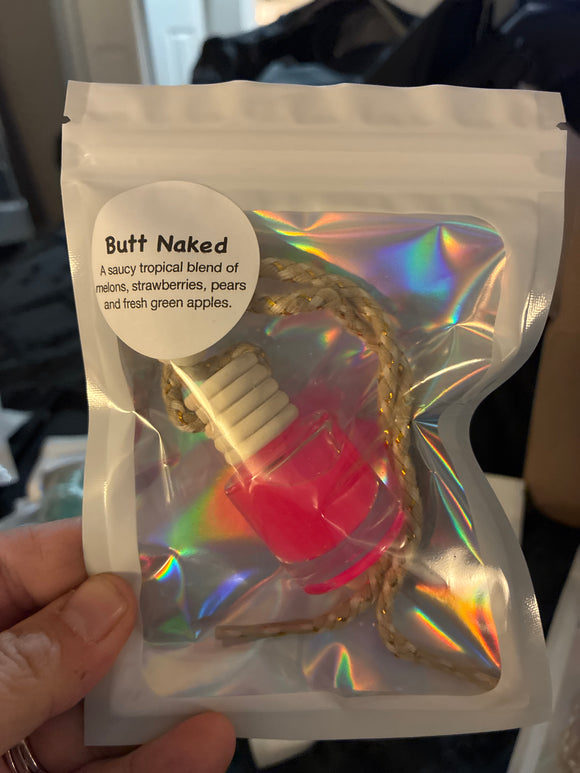 Butt Naked
A saucy tropical blend of
melons, strawberries, pears
and fresh green apples.